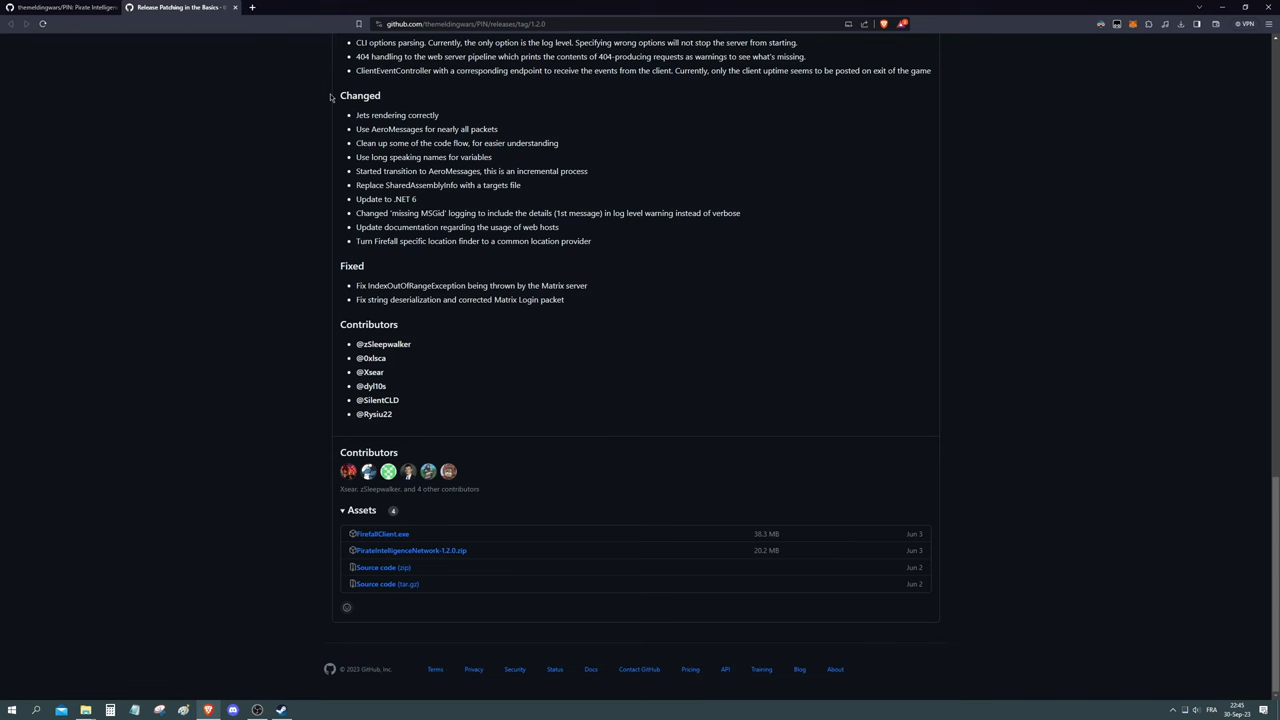 themeldingwars/PIN: Pirate Intelligen
Release Patching in the Basics · t
github.com/themeldingwars/PIN/releases/tag/1.2.0
VPN
CLI options parsing. Currently, the only option is the log level. Specifying wrong options will not stop the server from starting.
404 handling to the web server pipeline which prints the contents of 404-producing requests as warnings to see what's missing.
ClientEventController with a corresponding endpoint to receive the events from the client. Currently, only the client uptime seems to be posted on exit of the game
Changed
Jets rendering correctly
Use AeroMessages for nearly all packets
Clean up some of the code flow, for easier understanding
Use long speaking names for variables
Started transition to AeroMessages, this is an incremental process
Replace SharedAssemblyInfo with a targets file
Update to .NET 6
Changed 'missing MSGid' logging to include the details (1st message) in log level warning instead of verbose
Update documentation regarding the usage of web hosts
Turn Firefall specific location finder to a common location provider
Fixed
Fix IndexOutOfRangeException being thrown by the Matrix server
Fix string deserialization and corrected Matrix Login packet
Contributors
@zSleepwalker
@0xlsca
@Xsear
@dyl10s
@SilentCLD
@Rysiu22
Contributors
Xsear, zSleepwalker, and 4 other contributors
Assets 4
FirefallClient.exe 38.3 MB Jun 3
PirateIntelligenceNetwork-1.2.0.zip 20.2 MB Jun 3
Source code (zip) Jun 2
Source code (tar.gz) Jun 2
© 2023 GitHub, Inc. Terms Privacy Security Status Docs Contact GitHub Pricing API Training Blog About
FRA
22:45
30-Sep-23